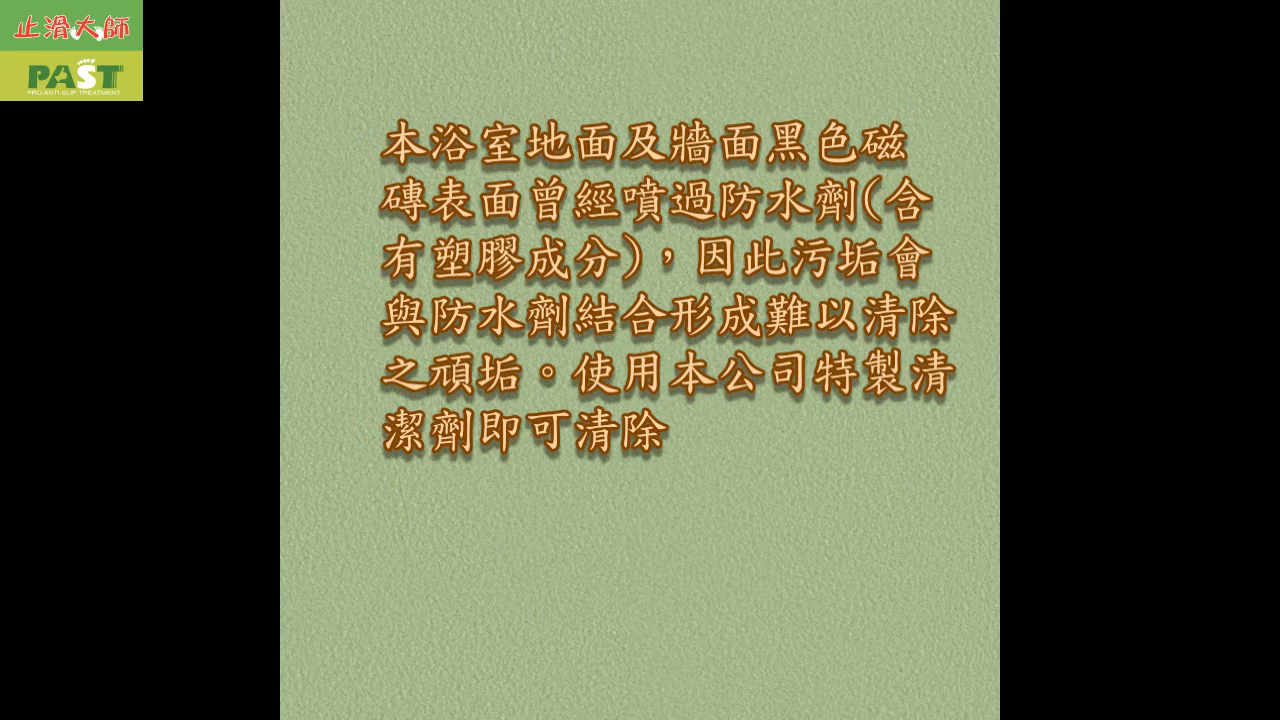 止滑大師
PAST
PRO ANTI-SLIP TREATMENT
本浴室地面及牆面黑色磁
磚表面曾經噴過防水劑(含
有塑膠成分)，因此污垢會
與防水劑結合形成難以清除
之頑垢。使用本公司特製清
潔劑即可清除